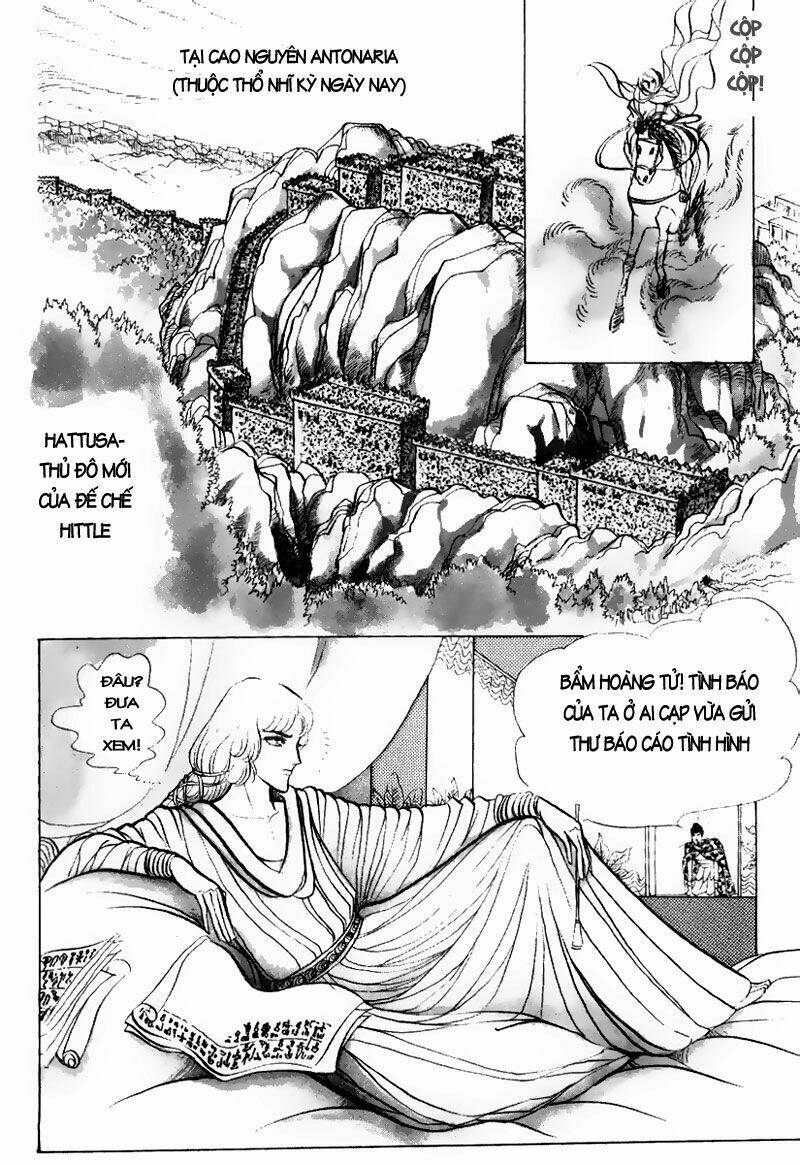 TẠI CAO NGUYÊN ANTONARIA
(THUỘC THỔ NHĨ KỲ NGÀY NAY)
CỘP
CỘP
CỘP!
HATTUSA-
THỦ ĐÔ MỚI
CỦA ĐẾ CHẾ
HITTLE
BẨM HOÀNG TỬ! TÌNH BÁO
CỦA TA Ở AI CẠP VỪA GỬI
THƯ BÁO CÁO TÌNH HÌNH
ĐÂU?
ĐƯA
TA
XEM!